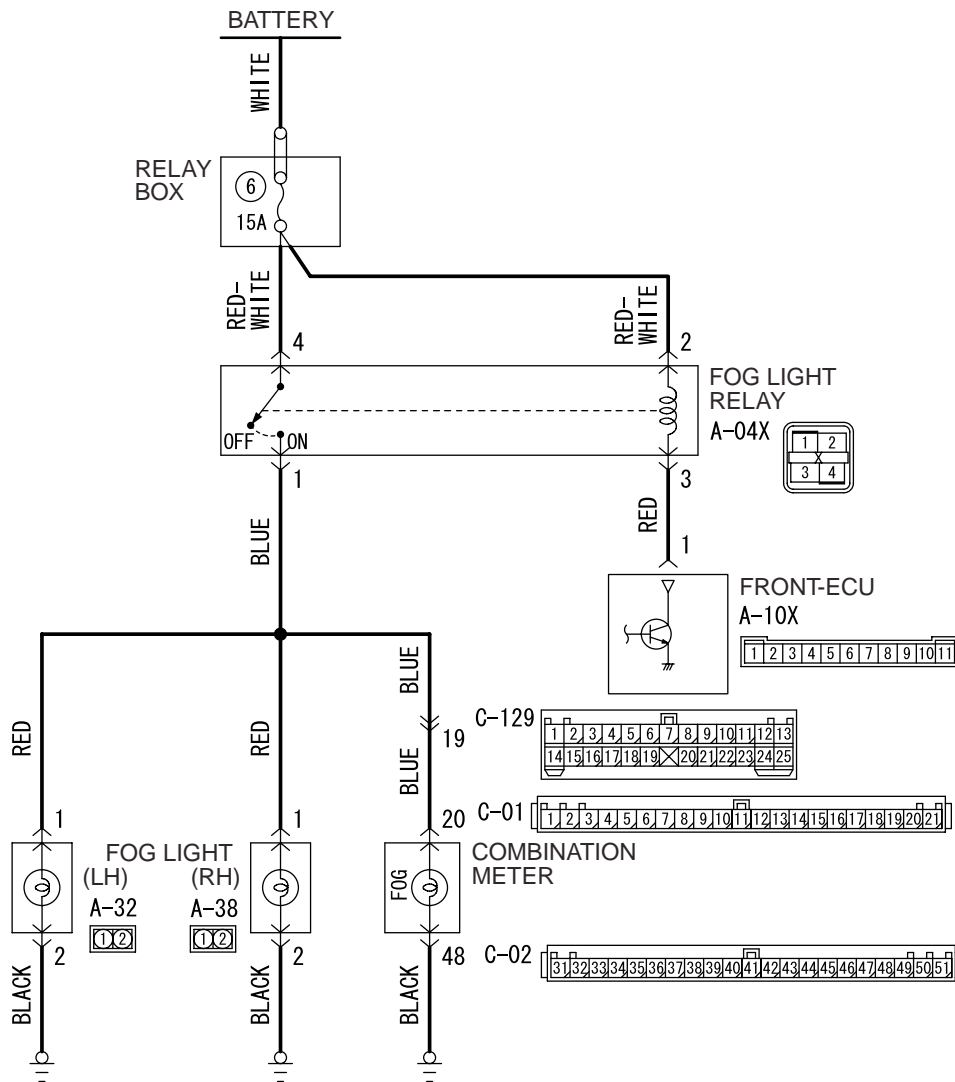 BATTERY
WHITE
RELAY
BOX
6
15A
RED-
WHITE
RED-
WHITE
4
2
FOG LIGHT
RELAY
A-04X
OFF
ON
1 2
X
3 4
1
3
BLUE
RED
1
FRONT-ECU
A-10X
1 2 3 4 5 6 7 8 9 10 11
RED
RED
BLUE
19
C-129
1 2 3 4 5 6 7 8 9 10 11 12 13
14 15 16 17 18 19 20 21 22 23 24 25
BLUE
1
1
20
C-01
1 2 3 4 5 6 7 8 9 10 11 12 13 14 15 16 17 18 19 20 21
FOG LIGHT
(LH)
(RH)
A-32
A-38
1 2
1 2
FOG
COMBINATION
METER
2
2
48
C-02
31 32 33 34 35 36 37 38 39 40 41 42 43 44 45 46 47 48 49 50 51
BLACK
BLACK
BLACK